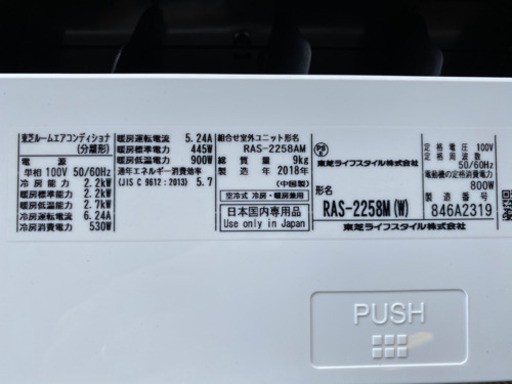 東芝ルームエアコンディショナ
(分離形)
電源
単相 100V 50/60Hz
冷房能力 2.2kW
暖房標準能力 2.2kW
暖房低温能力 2.7kW
冷房運転電流 6.24A
冷房消費電力 530W
暖房運転電流 5.24A
暖房標準電力 445W
暖房低温電力 900W
通年エネルギー消費効率
(JIS C 9612:2013) 5.7
組合せ室外ユニット形名
RAS-2258AM
総質量 9kg
製造 2018年
(中国製)
空冷式 冷房・暖房兼用
日本国内専用品
Use only in Japan
東芝ライフスタイル株式会社
形名
RAS-2258M(W)
定格電圧 100V
定格周波数
50/60Hz
電動機の定格消費電力
800W
製造番号
846A2319
東芝ライフスタイル株式会社
PUSH